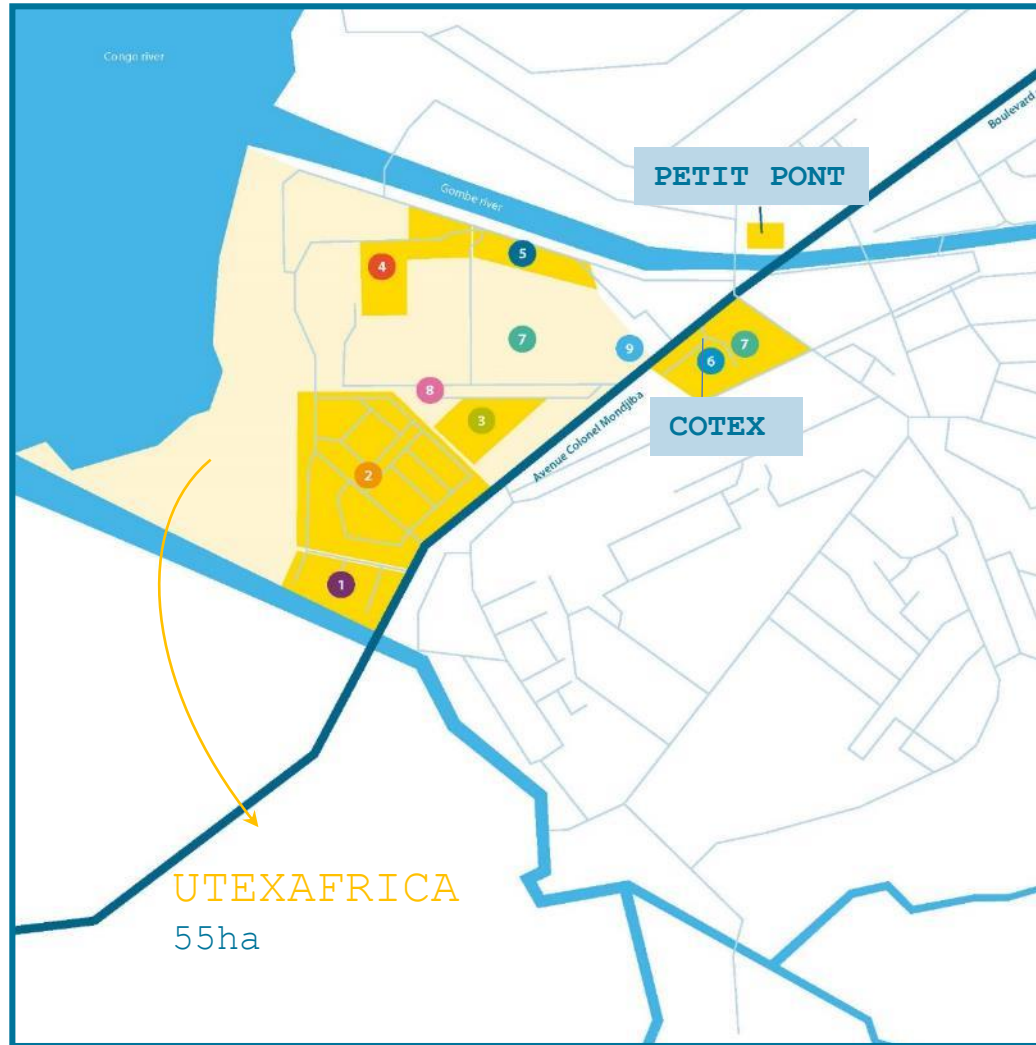 Congo river
Boulevard
PETIT PONT
Gombe river
5
4
7
9
7
6
8
COTEX
3
Avenue Colonel Mondjiba
2
1
UTEXAFRICA
55ha